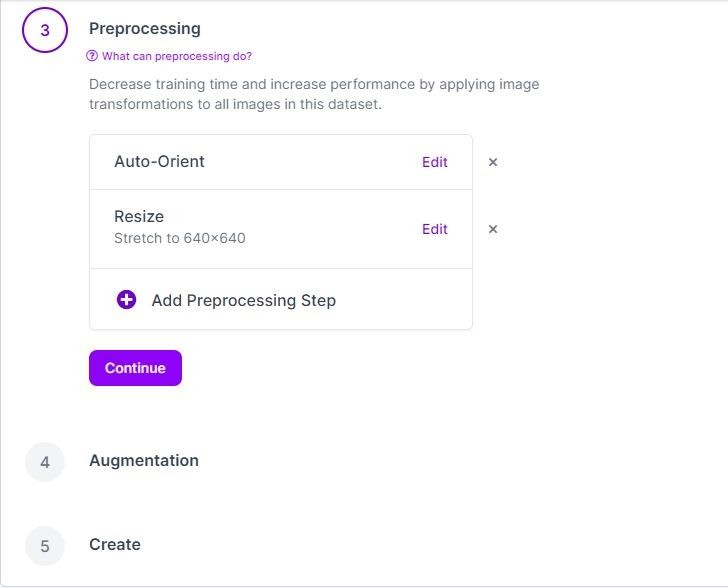 3
Preprocessing
What can preprocessing do?
Decrease training time and increase performance by applying image
transformations to all images in this dataset.
Auto-Orient
Edit
×
Resize
Stretch to 640×640
Edit
×
Add Preprocessing Step
Continue
4
Augmentation
5
Create